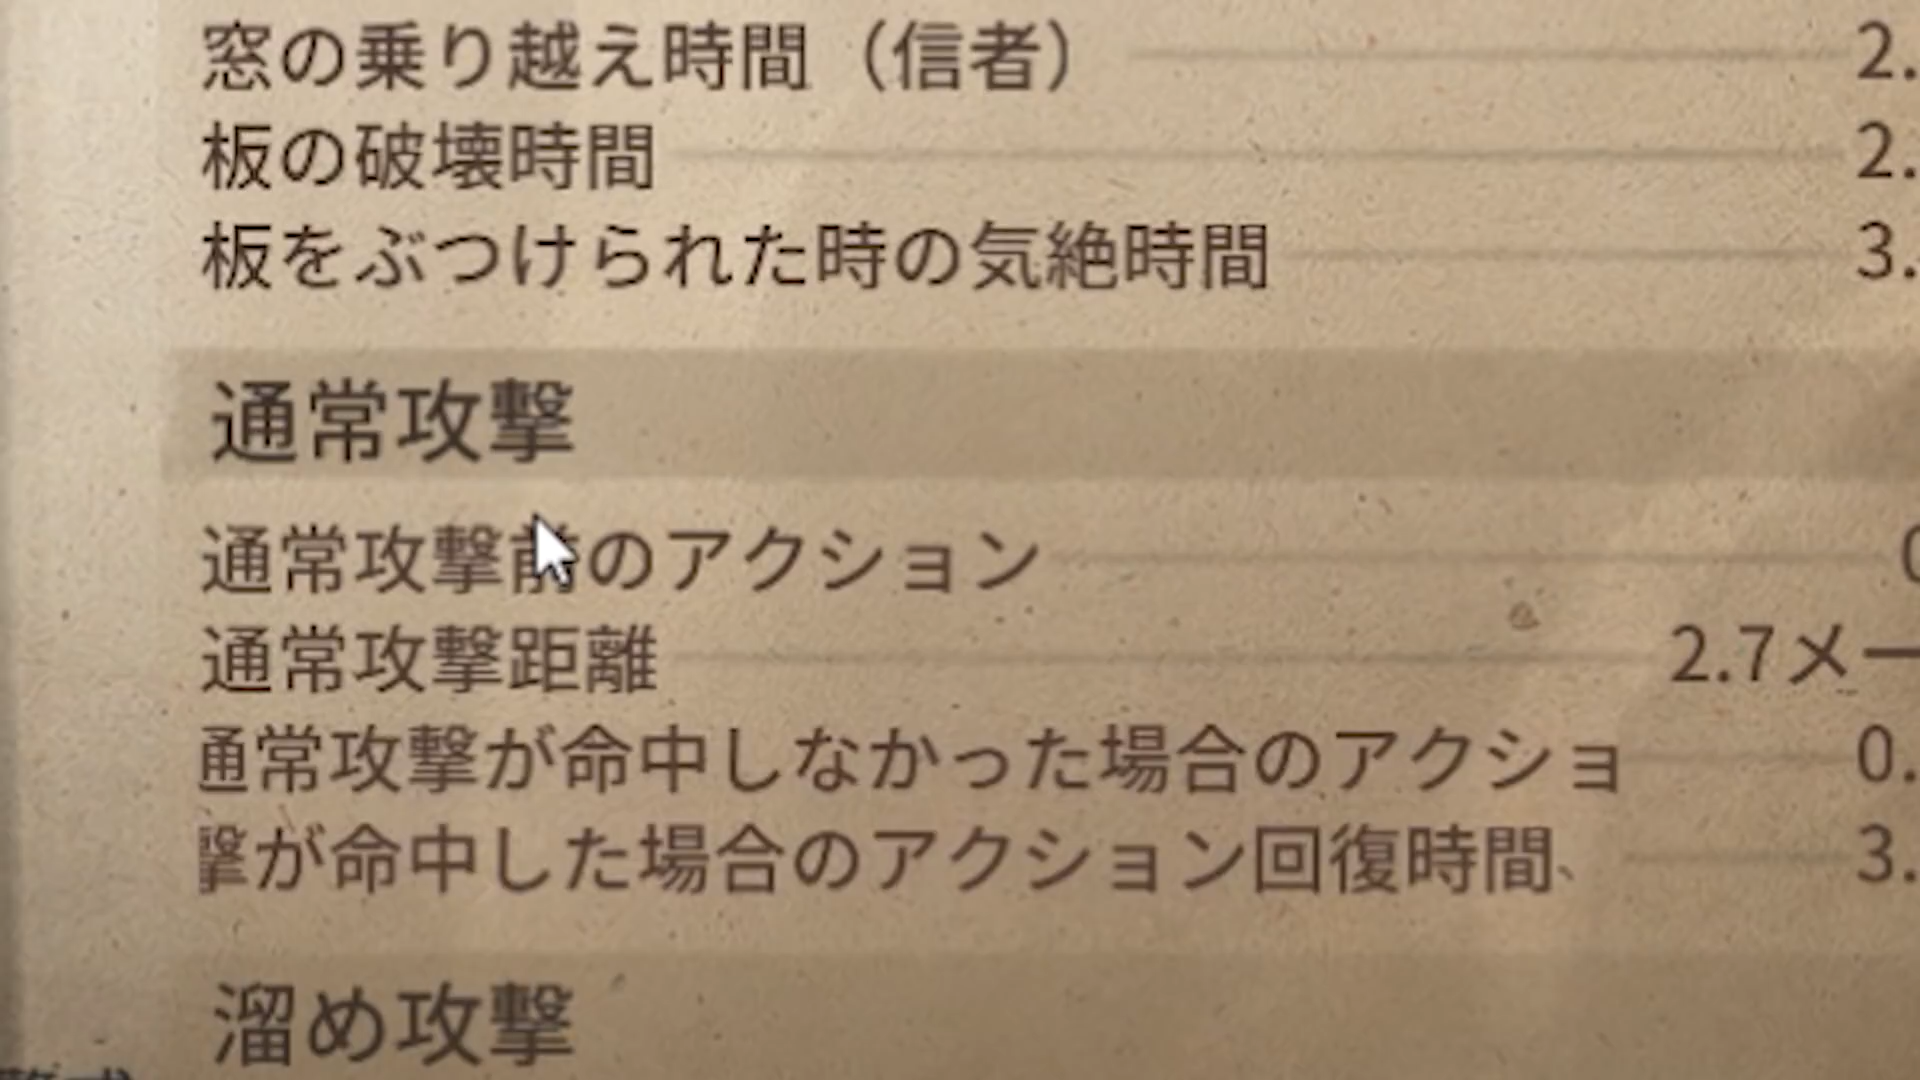 窓の乗り越え時間（信者） 2.
板の破壊時間 2.
板をぶつけられた時の気絶時間 3.
通常攻撃
通常攻撃前のアクション 0
通常攻撃距離 2.7メー
通常攻撃が命中しなかった場合のアクショ 0.
撃が命中した場合のアクション回復時間、 3.
溜め攻撃